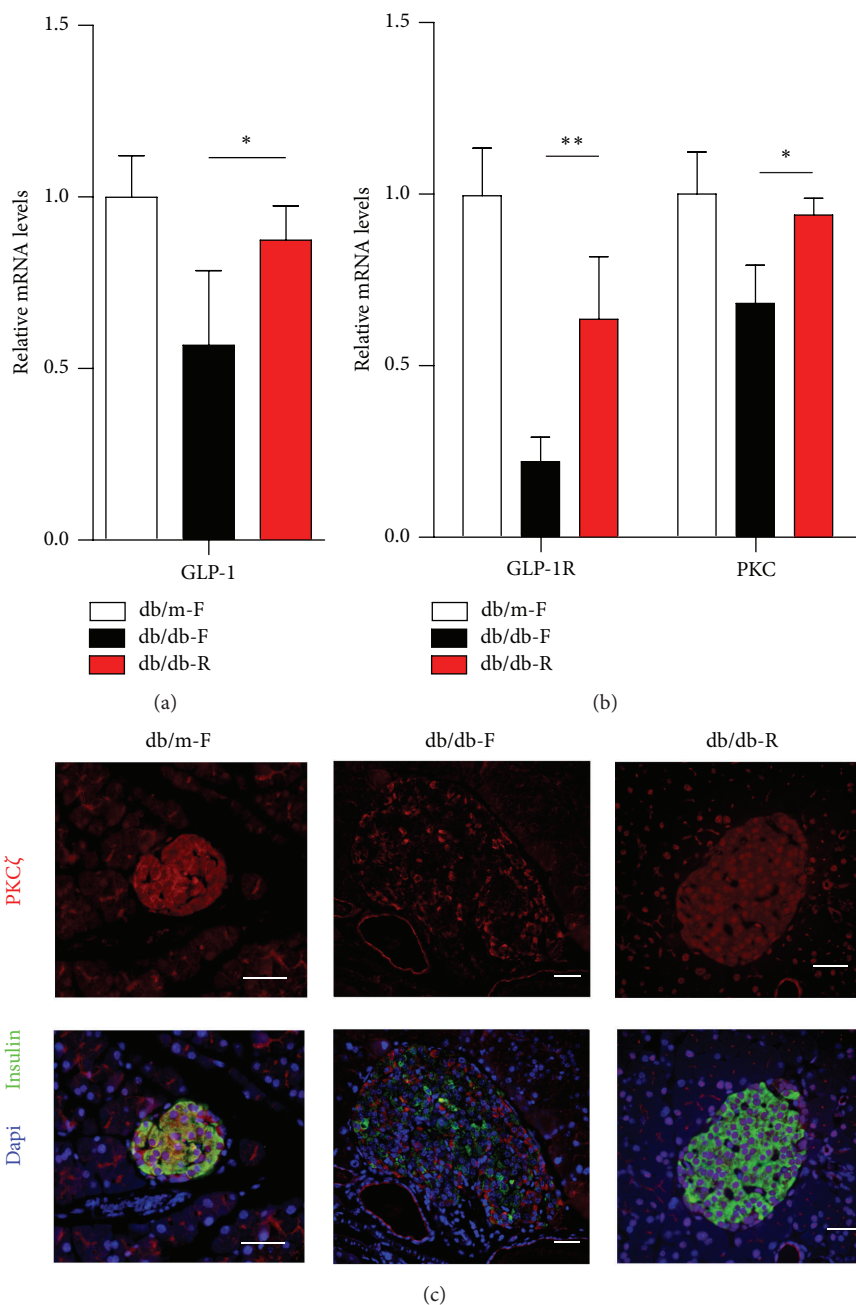 1.5
1.0
0.5
0.0
Relative mRNA levels
*
GLP-1
db/m-F
db/db-F
db/db-R
(a)
1.5
1.0
0.5
0.0
Relative mRNA levels
**
*
GLP-1R
PKC
db/m-F
db/db-F
db/db-R
(b)
db/m-F
db/db-F
db/db-R
PKCζ
Dapi Insulin
(c)